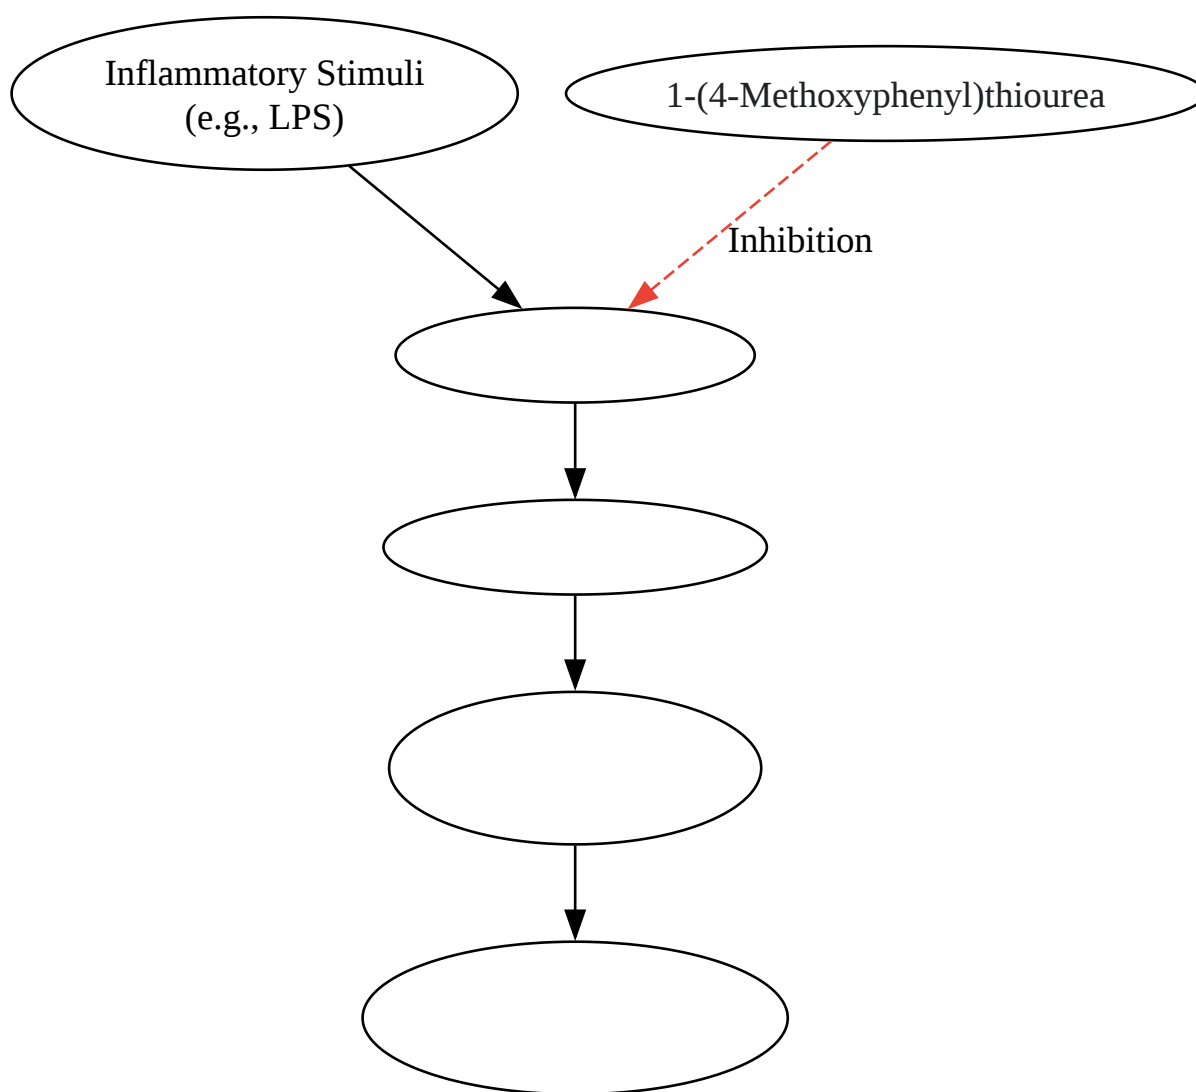 Inflammatory Stimuli
(e.g., LPS)
1-(4-Methoxyphenyl)thiourea
Inhibition